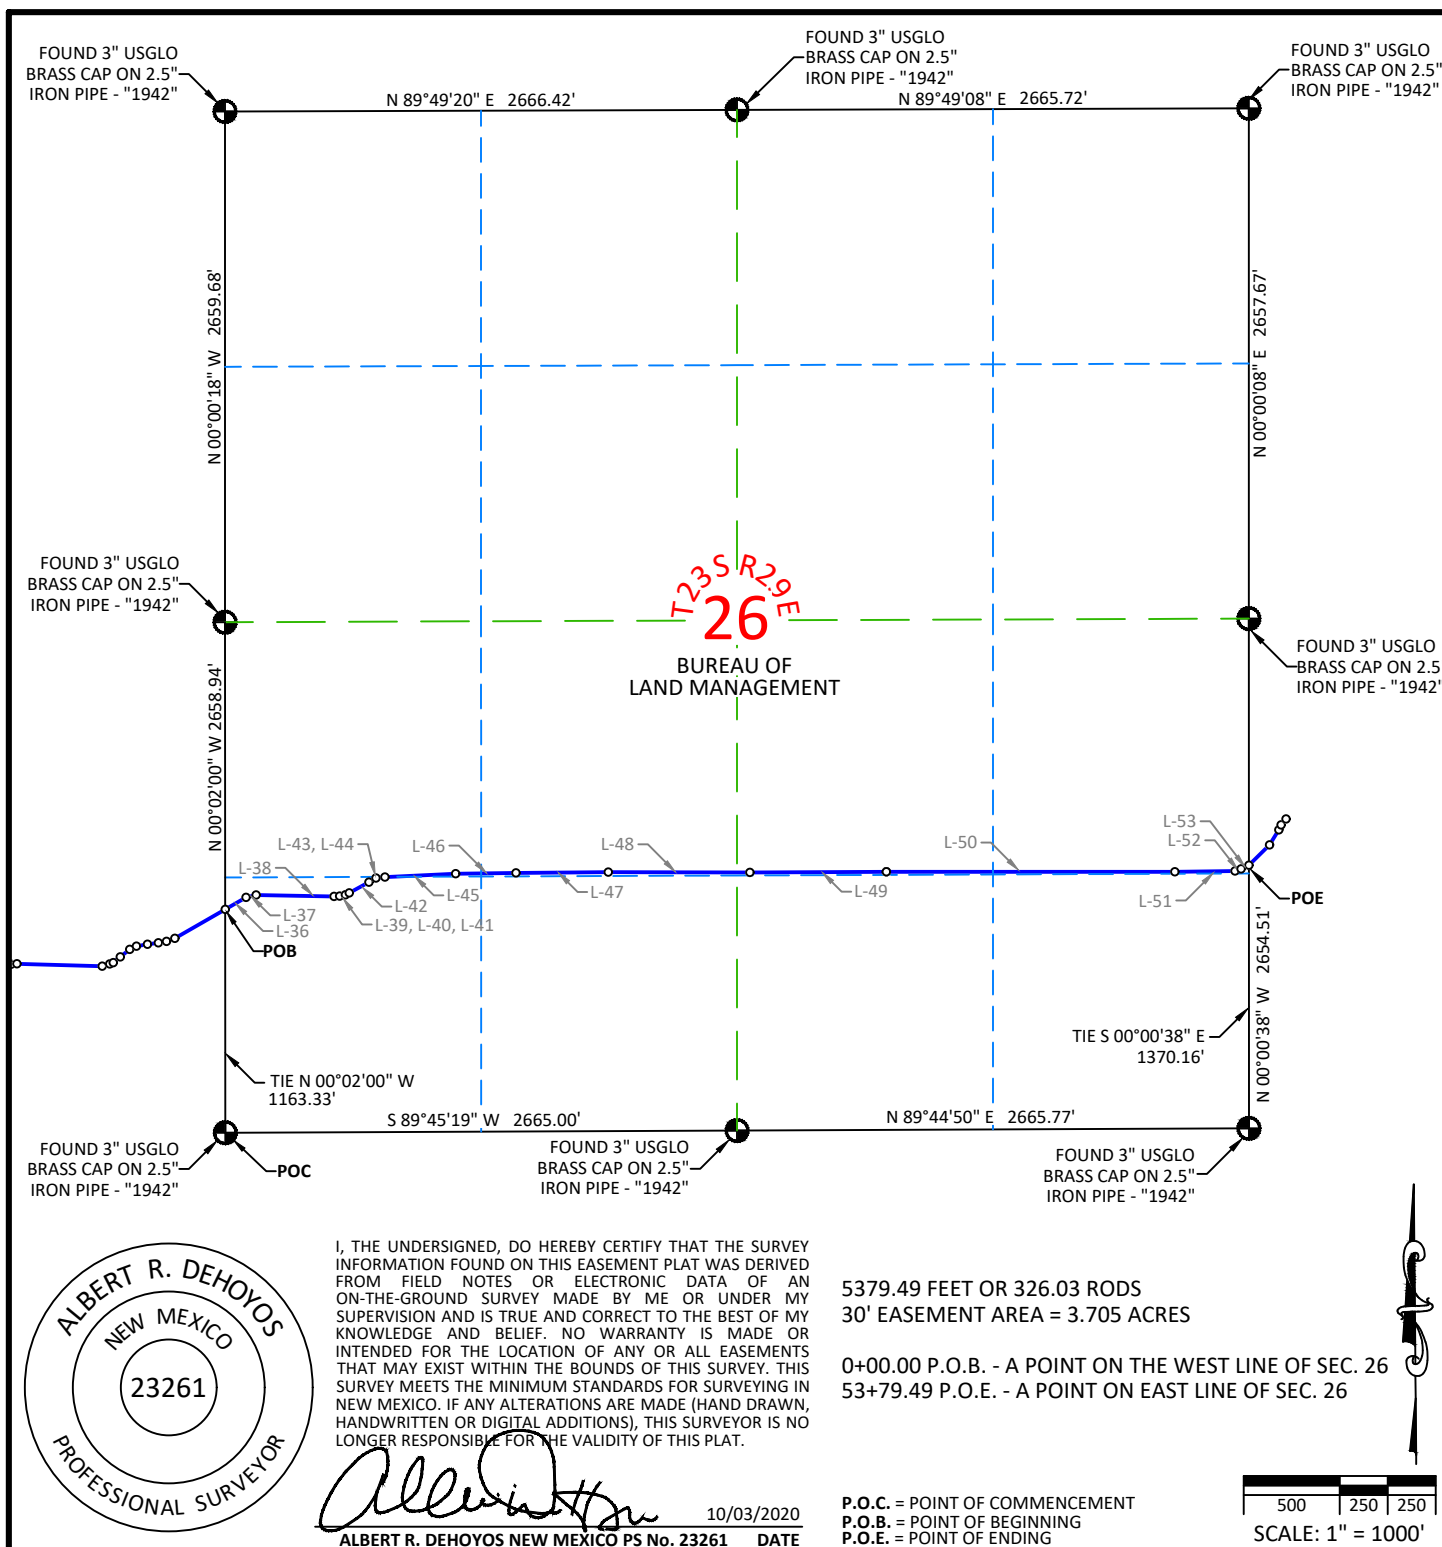 FOUND 3" USGLO
BRASS CAP ON 2.5"
IRON PIPE - "1942"
FOUND 3" USGLO
BRASS CAP ON 2.5"
IRON PIPE - "1942"
FOUND 3" USGLO
BRASS CAP ON 2.5"
IRON PIPE - "1942"
N 89°49'20" E 2666.42'
N 89°49'08" E 2665.72'
N 00°00'18" W 2659.68'
N 00°00'08" E 2657.67'
FOUND 3" USGLO
BRASS CAP ON 2.5"
IRON PIPE - "1942"
T23S R29E
26
BUREAU OF
LAND MANAGEMENT
FOUND 3" USGLO
BRASS CAP ON 2.5
IRON PIPE - "1942'
N 00°02'00" W 2658.94'
L-43, L-44
L-46
L-48
L-50
L-53
L-52
L-38
L-45
L-47
L-49
L-51
L-42
L-37
L-36
L-39, L-40, L-41
POB
POE
N 00°00'38" W 2654.51'
TIE S 00°00'38" E
1370.16'
TIE N 00°02'00" W
1163.33'
S 89°45'19" W 2665.00'
N 89°44'50" E 2665.77'
FOUND 3" USGLO
BRASS CAP ON 2.5"
IRON PIPE - "1942"
POC
FOUND 3" USGLO
BRASS CAP ON 2.5"
IRON PIPE - "1942"
FOUND 3" USGLO
BRASS CAP ON 2.5"
IRON PIPE - "1942"
ALBERT R. DEHOYOS
NEW MEXICO
23261
PROFESSIONAL SURVEYOR
I, THE UNDERSIGNED, DO HEREBY CERTIFY THAT THE SURVEY
INFORMATION FOUND ON THIS EASEMENT PLAT WAS DERIVED
FROM FIELD NOTES OR ELECTRONIC DATA OF AN
ON-THE-GROUND SURVEY MADE BY ME OR UNDER MY
SUPERVISION AND IS TRUE AND CORRECT TO THE BEST OF MY
KNOWLEDGE AND BELIEF. NO WARRANTY IS MADE OR
INTENDED FOR THE LOCATION OF ANY OR ALL EASEMENTS
THAT MAY EXIST WITHIN THE BOUNDS OF THIS SURVEY. THIS
SURVEY MEETS THE MINIMUM STANDARDS FOR SURVEYING IN
NEW MEXICO. IF ANY ALTERATIONS ARE MADE (HAND DRAWN,
HANDWRITTEN OR DIGITAL ADDITIONS), THIS SURVEYOR IS NO
LONGER RESPONSIBLE FOR THE VALIDITY OF THIS PLAT.
10/03/2020
ALBERT R. DEHOYOS NEW MEXICO PS No. 23261 DATE
5379.49 FEET OR 326.03 RODS
30' EASEMENT AREA = 3.705 ACRES
0+00.00 P.O.B. - A POINT ON THE WEST LINE OF SEC. 26
53+79.49 P.O.E. - A POINT ON EAST LINE OF SEC. 26
P.O.C. = POINT OF COMMENCEMENT
P.O.B. = POINT OF BEGINNING
P.O.E. = POINT OF ENDING
500 250 250
SCALE: 1" = 1000'